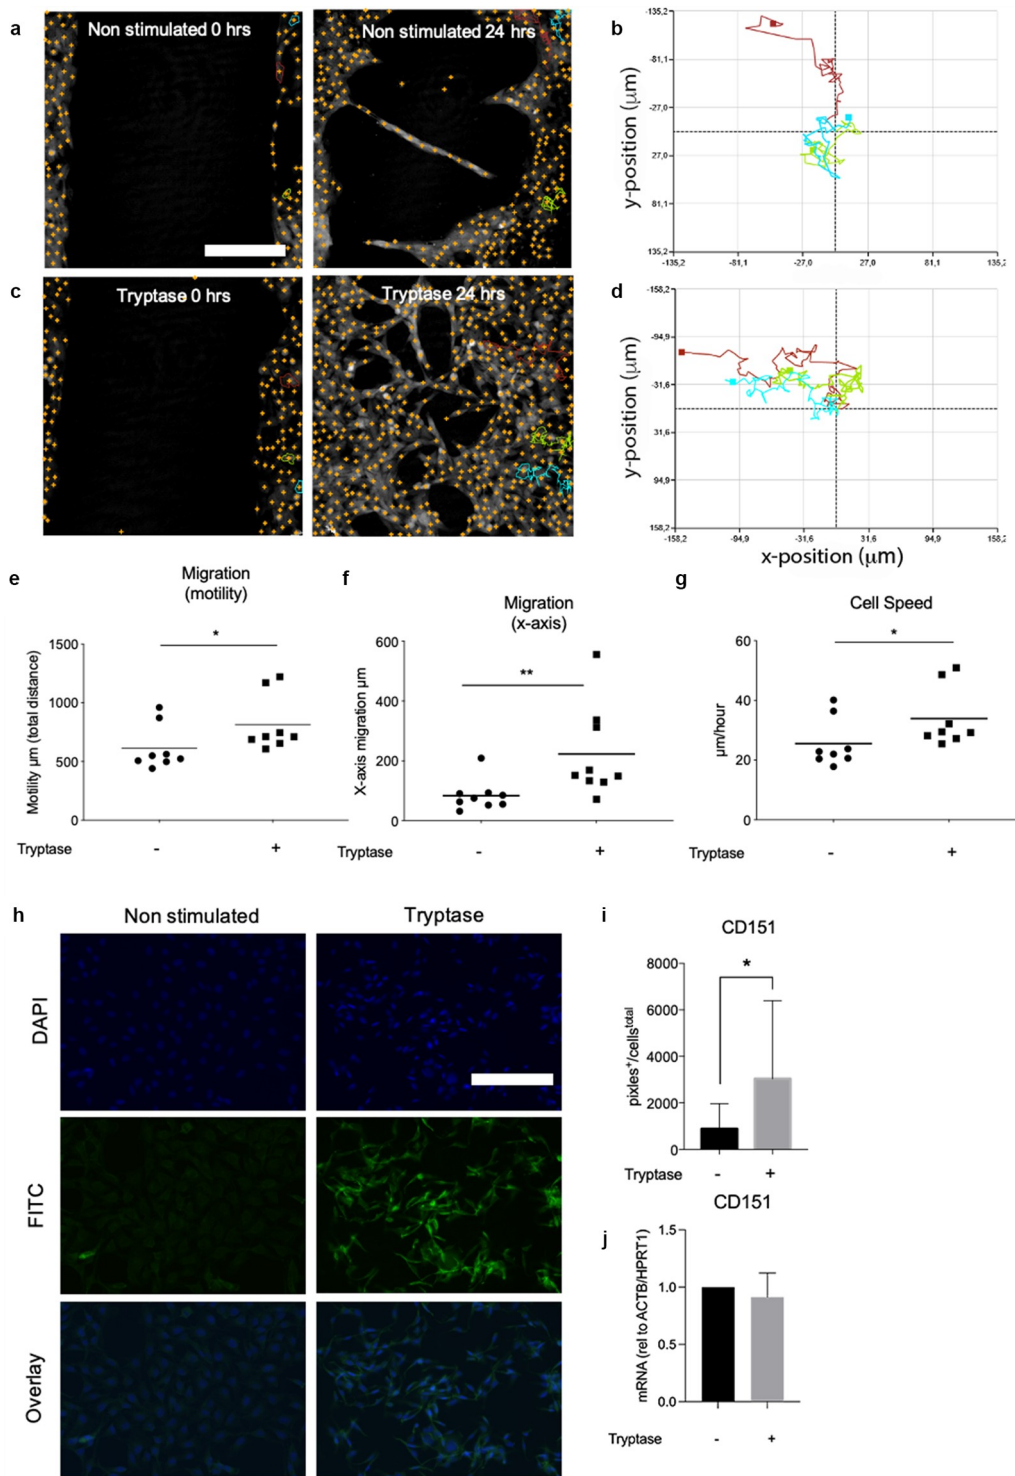 a
Non stimulated 0 hrs
Non stimulated 24 hrs
b
-135,2
-81,1
-27,0
27,0
81,1
135,2
y-position (μm)
-135,2 -81,1 -27,0 27,0 81,1 135,2
c
Tryptase 0 hrs
Tryptase 24 hrs
d
-158,2
-94,9
-31,6
31,6
94,9
158,2
y-position (μm)
-158,2 -94,9 -31,6 31,6 94,9 158,2
x-position (μm)
e
Migration
(motility)
*
1500
1000
500
0
Motility μm (total distance)
Tryptase - +
f
Migration
(x-axis)
**
600
400
200
0
X-axis migration μm
Tryptase - +
g
Cell Speed
*
60
40
20
0
μm/hour
Tryptase - +
h
Non stimulated
Tryptase
DAPI
FITC
Overlay
i
CD151
*
8000
6000
4000
2000
0
pixles⁺/cellsᵗᵒᵗᵃˡ
Tryptase - +
j
CD151
1.5
1.0
0.5
0.0
mRNA (rel to ACTB/HPRT1)
Tryptase - +